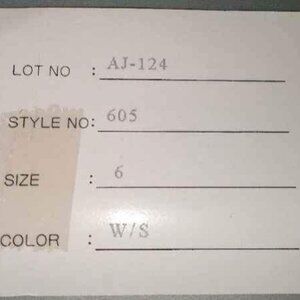 LOT NO : AJ-124
STYLE NO: 605
SIZE : 6
COLOR : W/S